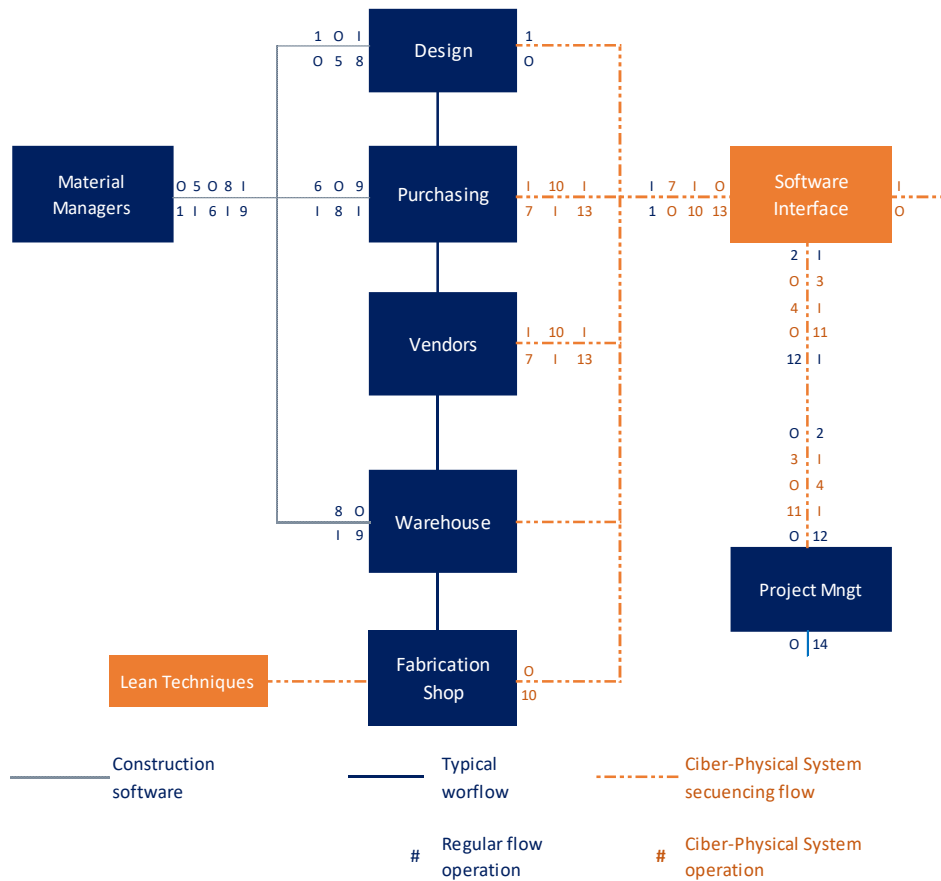 1 O I
Design
1
O 5 8
O
Material
Managers
O 5 O 8 I
1 I 6 I 9
6 O 9
I 8 I
Purchasing
I 10 I
7 I 13
I 7 I O
1 O 10 13
Software
Interface
I
O
2 I
O 3
4 I
O 11
12 I
Vendors
I 10 I
7 I 13
O 2
3 I
O 4
11 I
O 12
8 O
I 9
Warehouse
Project Mngt
O 14
Lean Techniques
Fabrication
Shop
O
10
Construction
software
Typical
worflow
Ciber-Physical System
secuencing flow
# Regular flow
operation
# Ciber-Physical System
operation